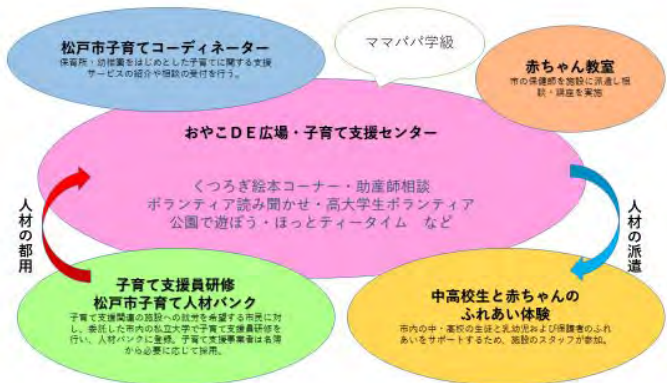 松戸市子育てコーディネーター
保育所・幼稚園をはじめとした子育てに関する支援
サービスの紹介や相談の受付を行う。
ママパパ学級
赤ちゃん教室
市の保健師を施設に派遣し相
談・講座を実施
おやこDE広場・子育て支援センター
くつろぎ絵本コーナー・助産師相談
ボランティア読み聞かせ・高大学生ボランティア
公園で遊ぼう・ほっとティータイム など
人材の都用
人材の派遣
子育て支援員研修
松戸市子育て人材バンク
子育て支援関連の施設への就労を希望する市民に対
し、委託した市内の私立大学で子育て支援員研修を
行い、人材バンクに登録。子育て支援事業者は名簿
から必要に応じて採用。
中高校生と赤ちゃんの
ふれあい体験
市内の中・高校の生徒と乳幼児および保護者のふれ
あいをサポートするため、施設のスタッフが参加。